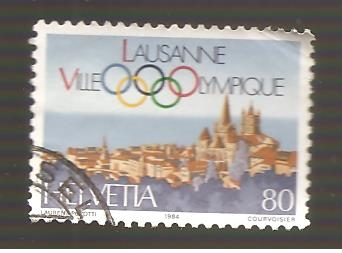 LAUSANNE
VILLE OLYMPIQUE
HELVETIA 80
1984 COURVOISIER